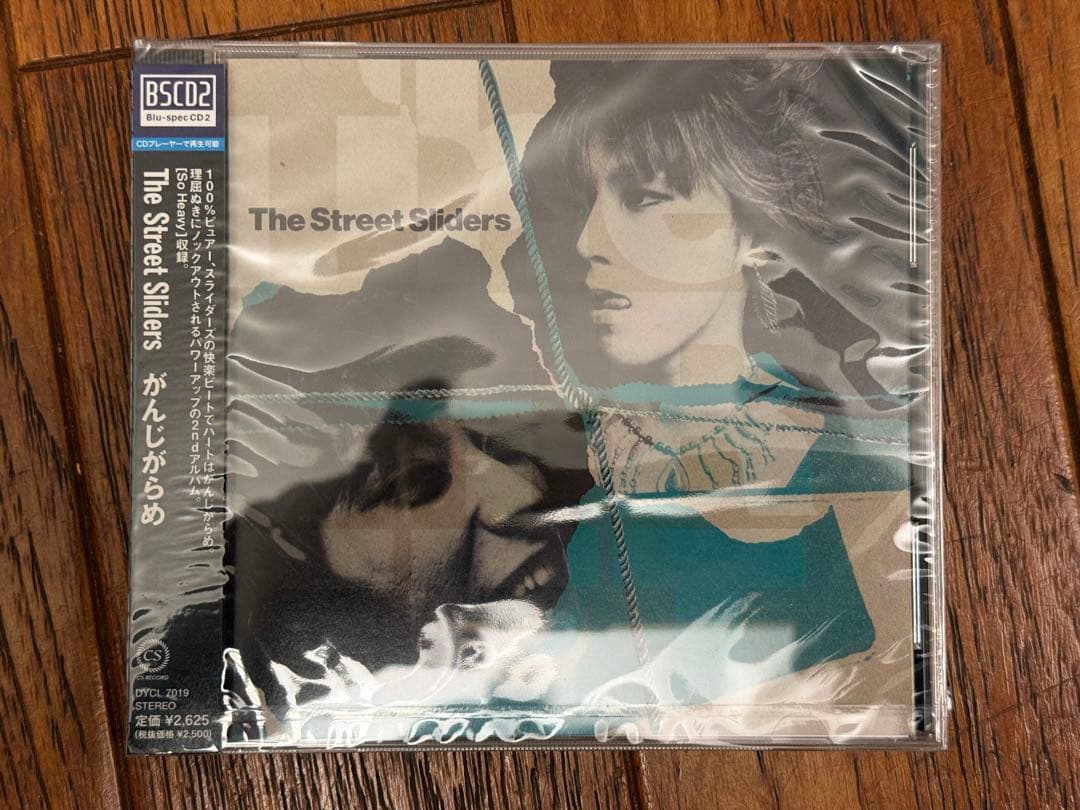 BSCD2
Blu-spec CD 2
CDプレーヤーで再生可能
100%ピュアー、スライダーズの快楽ビートでハートはがんじがらめ
理屈ぬきにノックアウトされるパワーアップの2ndアルバム。
[So Heavy]収録。
The Street Sliders がんじがらめ
CS
CS RECORD
DYCL 7019
STEREO
定価 ¥2,625
(税抜価格 ¥2,500)
The Street Sliders